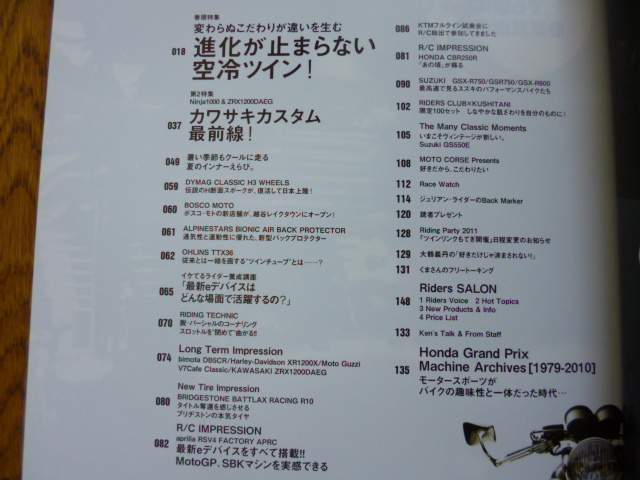 巻頭特集
変わらぬこだわりが違いを生む
018 進化が止まらない
空冷ツイン!
第2特集
Ninja1000 & ZRX1200DAEG
037 カワサキカスタム
最前線!
049 暑い季節もクールに走る
夏のインナーえらび。
059 DYMAG CLASSIC H3 WHEELS
伝説のH断面スポークが、復活して日本上陸!
060 BOSCO MOTO
ボスコ・モトの新店舗が、越谷レイクタウンにオープン!
061 ALPINESTARS BIONIC AIR BACK PROTECTOR
通気性と運動性に優れた、新型バックプロテクター
062 OHLINS TTX36
従来とは一線を画する"ツインチューブ"とは……?
イケてるライダー養成講座
065 「最新eデバイスは
どんな場面で活躍するの?」
RIDING TECHNIC
070 脱・パーシャルのコーナリング
スロットルを"閉めて"曲がる!!
Long Term Impression
074 bimota DB5CR/Harley-Davidson XR1200X/Moto Guzzi
V7Cafe Classic/KAWASAKI ZRX1200DAEG
New Tire Impression
080 BRIDGESTONE BATTLAX RACING R10
タイトル奪還を感じさせる
ブリヂストンの本気タイヤ
R/C IMPRESSION
082 aprilia RSV4 FACTORY APRC
最新eデバイスをすべて搭載!!
MotoGP、SBKマシンを実感できる
086 KTMフルライン試乗会に
R/C総出で参加してきました
R/C IMPRESSION
081 HONDA CBR250R
「あの頃」が蘇る
090 SUZUKI GSX-R750/GSR750/GSX-R600
最高速で見るスズキのパフォーマンスバイクたち
102 RIDERS CLUB×KUSHITANI
限定100セット しなやかな肌ざわりを自分のものに!
The Many Classic Moments
105 いまこそヴィンテージが新しい。
Suzuki GS550E
108 MOTO CORSE Presents
好きだから、こだわりたい
112 Race Watch
114 ジュリアン・ライダーのBack Marker
120 読者プレゼント
128 Riding Party 2011
「ツインリンクもてぎ開催」日程変更のお知らせ
129 大鶴義丹の「好きだけじゃ済まされない!」
131 くまさんのフリートーキング
Riders SALON
148 1 Riders Voice 2 Hot Topics
3 New Products & Info
4 Price List
133 Ken's Talk & From Staff
Honda Grand Prix
135 Machine Archives [1979-2010]
モータースポーツが
バイクの趣味性と一体だった時代…